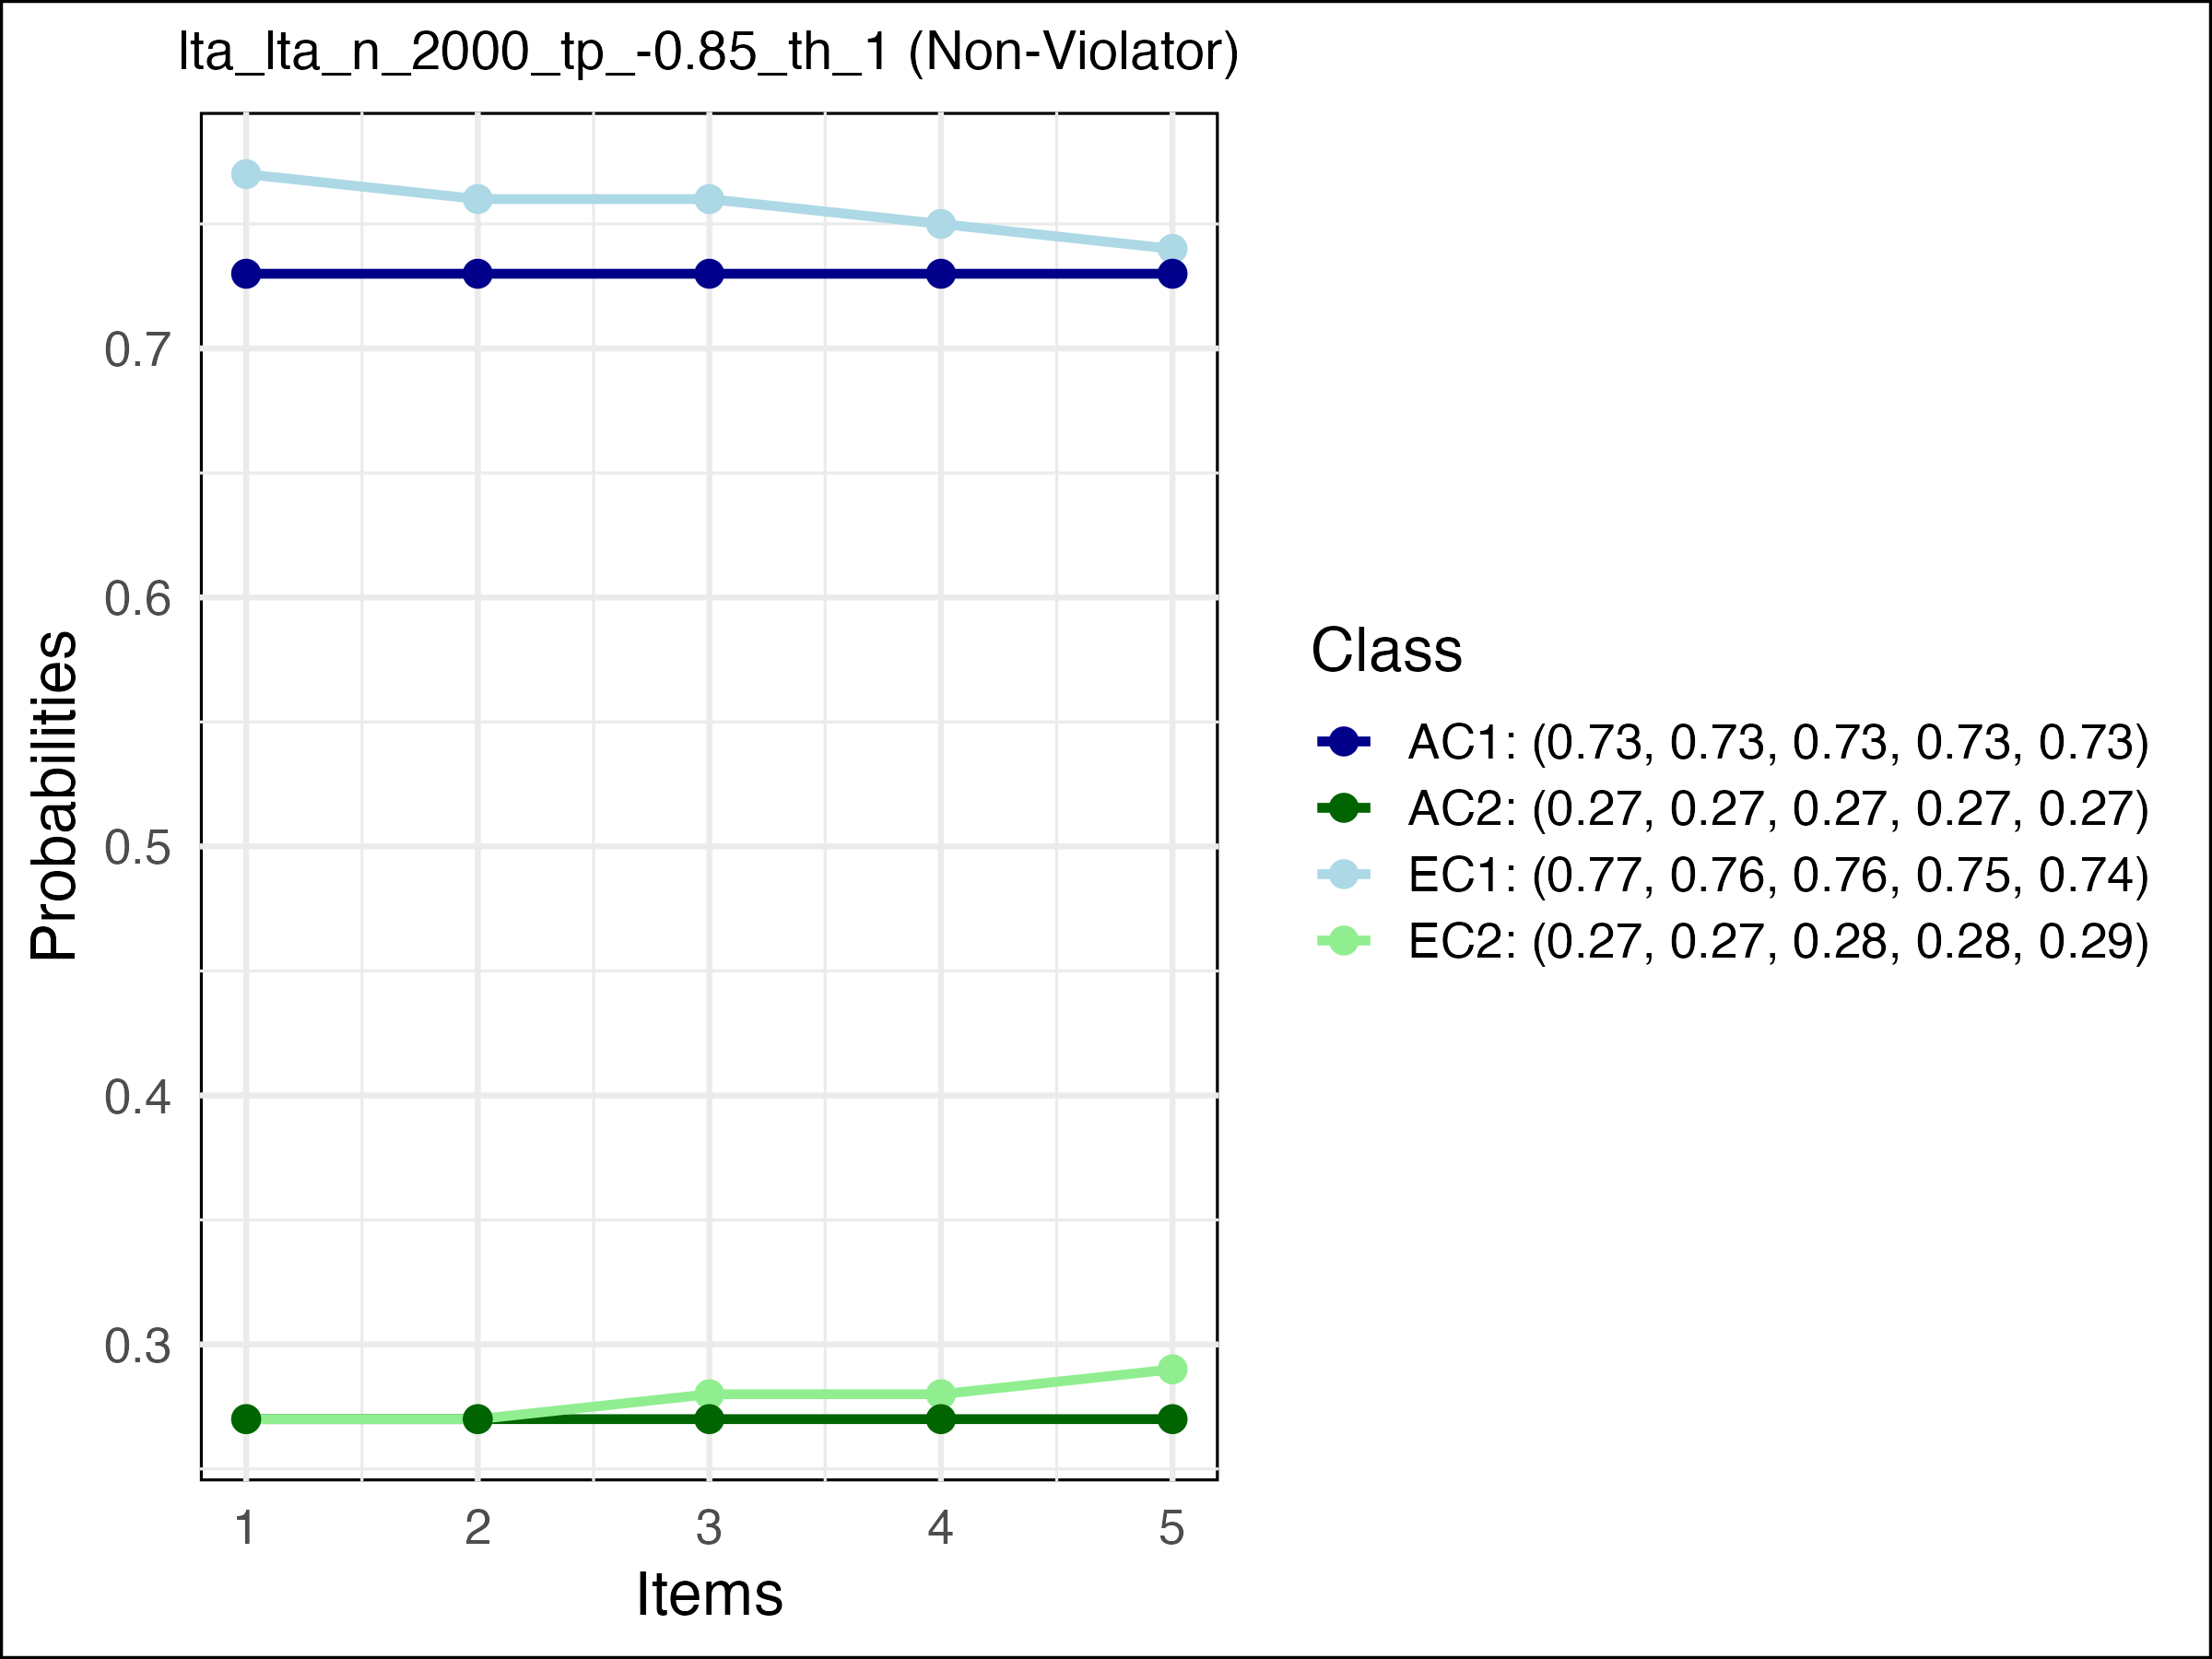 lta_lta_n_2000_tp_-0.85_th_1 (Non-Violator)
Probabilities
0.7
0.6
0.5
0.4
0.3
1 2 3 4 5
Items
Class
AC1: (0.73, 0.73, 0.73, 0.73, 0.73)
AC2: (0.27, 0.27, 0.27, 0.27, 0.27)
EC1: (0.77, 0.76, 0.76, 0.75, 0.74)
EC2: (0.27, 0.27, 0.28, 0.28, 0.29)